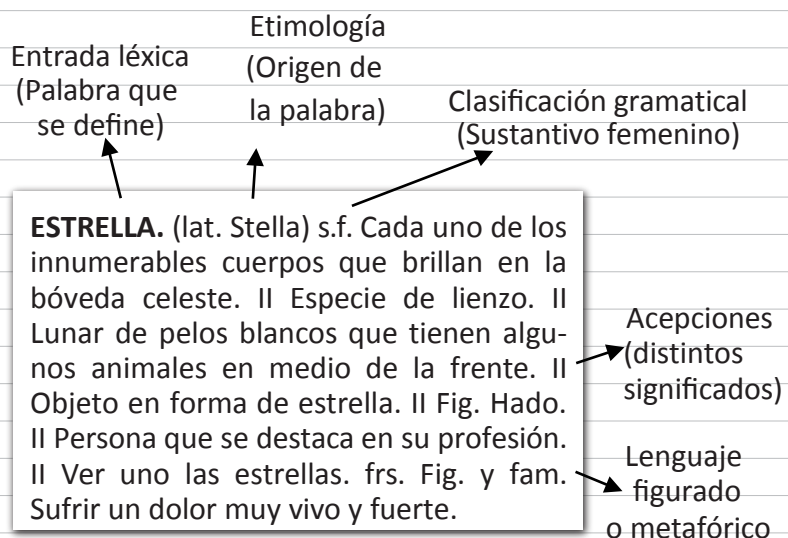 Etimología
(Origen de
la palabra)
Entrada léxica
(Palabra que
se define)
Clasificación gramatical
(Sustantivo femenino)
ESTRELLA. (lat. Stella) s.f. Cada uno de los
innumerables cuerpos que brillan en la
bóveda celeste. II Especie de lienzo. II
Lunar de pelos blancos que tienen algu-
nos animales en medio de la frente. II
Objeto en forma de estrella. II Fig. Hado.
II Persona que se destaca en su profesión.
II Ver uno las estrellas. frs. Fig. y fam.
Sufrir un dolor muy vivo y fuerte.
Acepciones
(distintos
significados)
Lenguaje
figurado
o metafórico